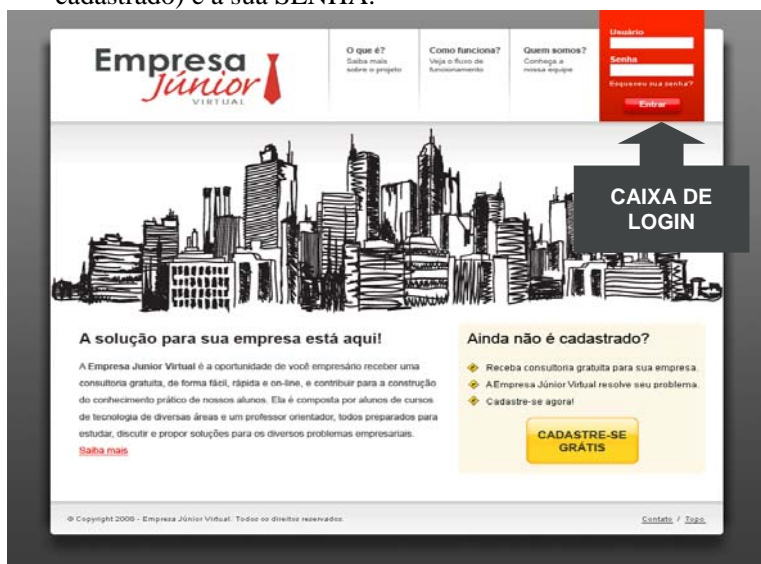 cadastrado) e a sua SENHA.
Empresa
Júnior
VIRTUAL
O que é?
Saiba mais
sobre o projeto
Como funciona?
Veja o fluxo de
funcionamento
Quem somos?
Conheça a
nossa equipe
Usuário
Senha
Esqueceu sua senha?
Entrar
CAIXA DE
LOGIN
A solução para sua empresa está aqui!
A Empresa Junior Virtual é a oportunidade de você empresário receber uma
consultoria gratuita, de forma fácil, rápida e on-line, e contribuir para a construção
do conhecimento prático de nossos alunos. Ela é composta por alunos de cursos
de tecnologia de diversas áreas e um professor orientador, todos preparados para
estudar, discutir e propor soluções para os diversos problemas empresariais.
Saiba mais
Ainda não é cadastrado?
Receba consultoria gratuita para sua empresa.
A Empresa Júnior Virtual resolve seu problema.
Cadastre-se agora!
CADASTRE-SE
GRÁTIS
© Copyright 2008 - Empresa Júnior Virtual. Todos os direitos reservados.
Contato / Topo